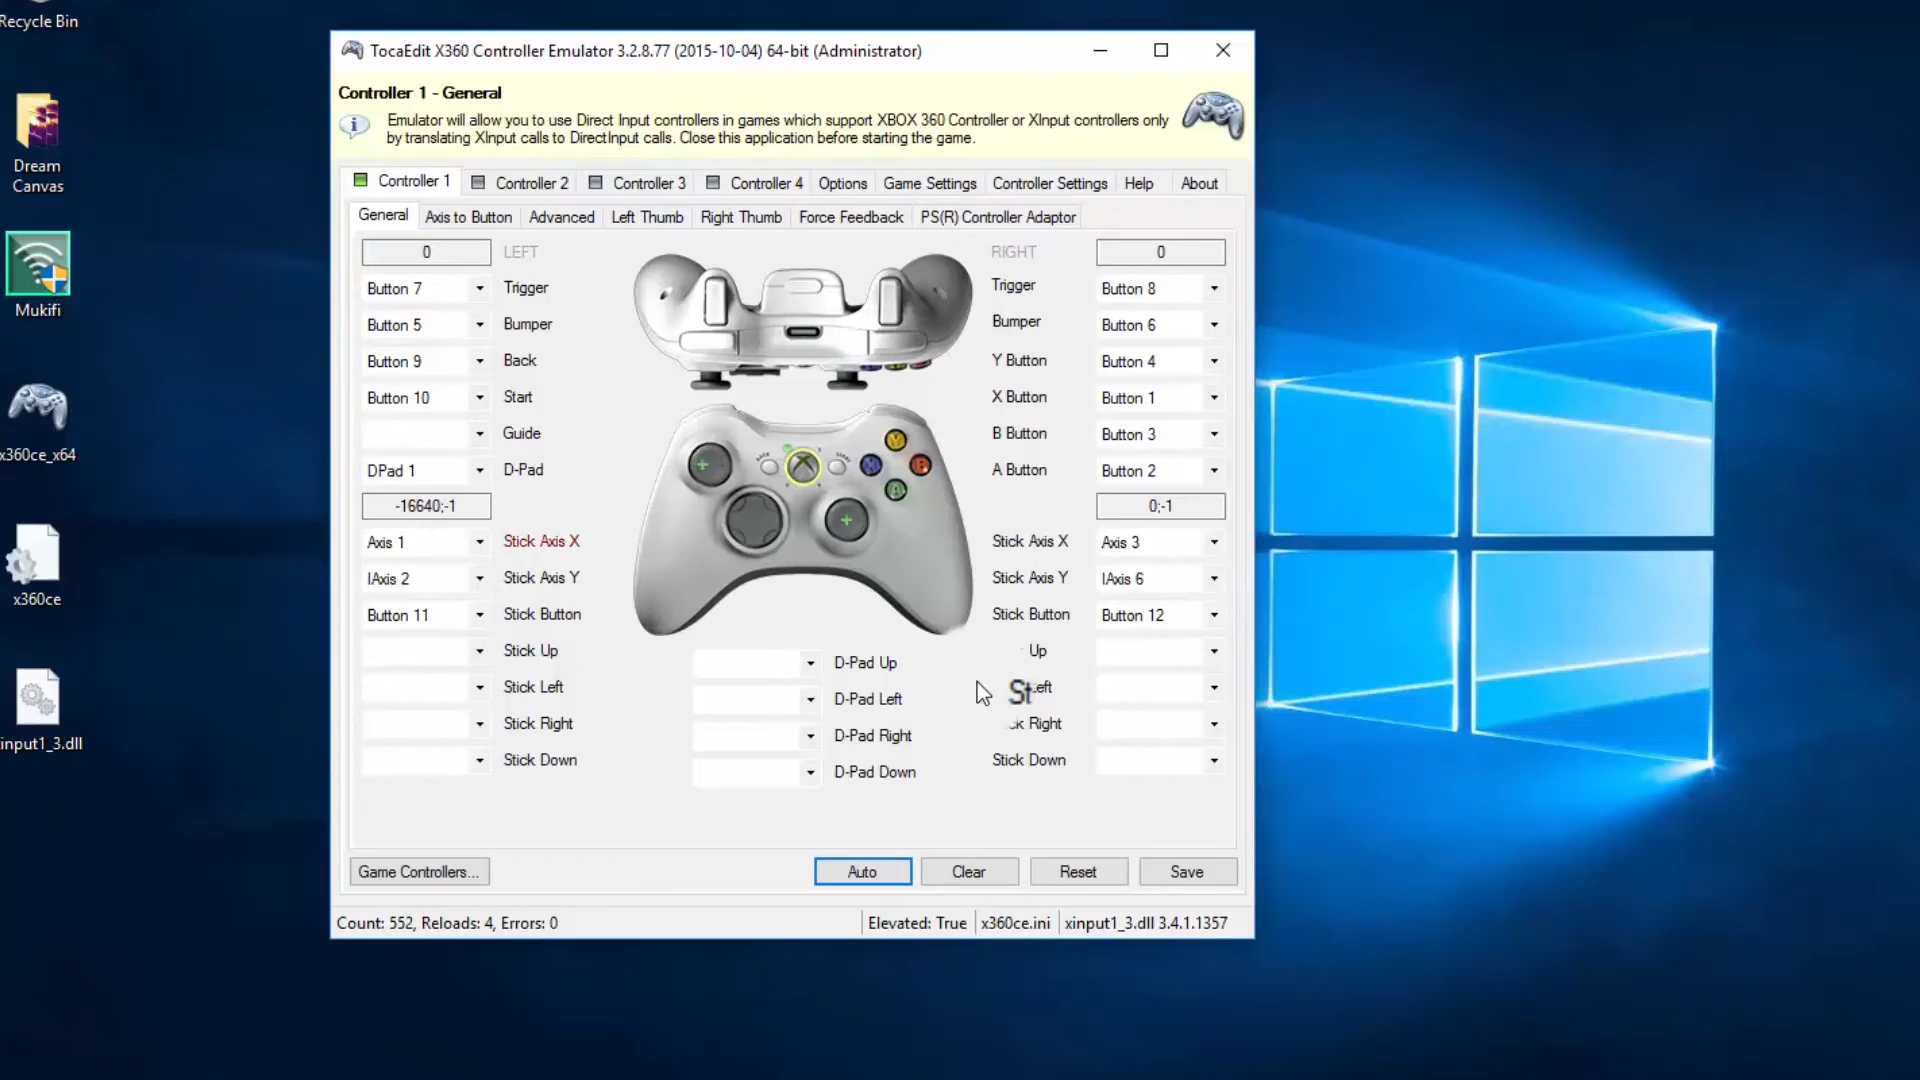 Recycle Bin
Dream
Canvas
Mukifi
x360ce_x64
x360ce
input1_3.dll
TocaEdit X360 Controller Emulator 3.2.8.77 (2015-10-04) 64-bit (Administrator)
Controller 1 - General
Emulator will allow you to use Direct Input controllers in games which support XBOX 360 Controller or XInput controllers only
by translating XInput calls to DirectInput calls. Close this application before starting the game.
Controller 1 Controller 2 Controller 3 Controller 4 Options Game Settings Controller Settings Help About
General Axis to Button Advanced Left Thumb Right Thumb Force Feedback PS(R) Controller Adaptor
0 LEFT RIGHT 0
Button 7 Trigger Trigger Button 8
Button 5 Bumper Bumper Button 6
Button 9 Back Y Button Button 4
Button 10 Start X Button Button 1
Guide B Button Button 3
DPad 1 D-Pad A Button Button 2
-16640;-1 0;-1
Axis 1 Stick Axis X Stick Axis X Axis 3
IAxis 2 Stick Axis Y Stick Axis Y IAxis 6
Button 11 Stick Button Stick Button Button 12
Stick Up D-Pad Up Up
Stick Left D-Pad Left
Stick Right D-Pad Right Right
Stick Down D-Pad Down Stick Down
BACK START
Y
X B
A
Game Controllers... Auto Clear Reset Save
Count: 552, Reloads: 4, Errors: 0 Elevated: True x360ce.ini xinput1_3.dll 3.4.1.1357